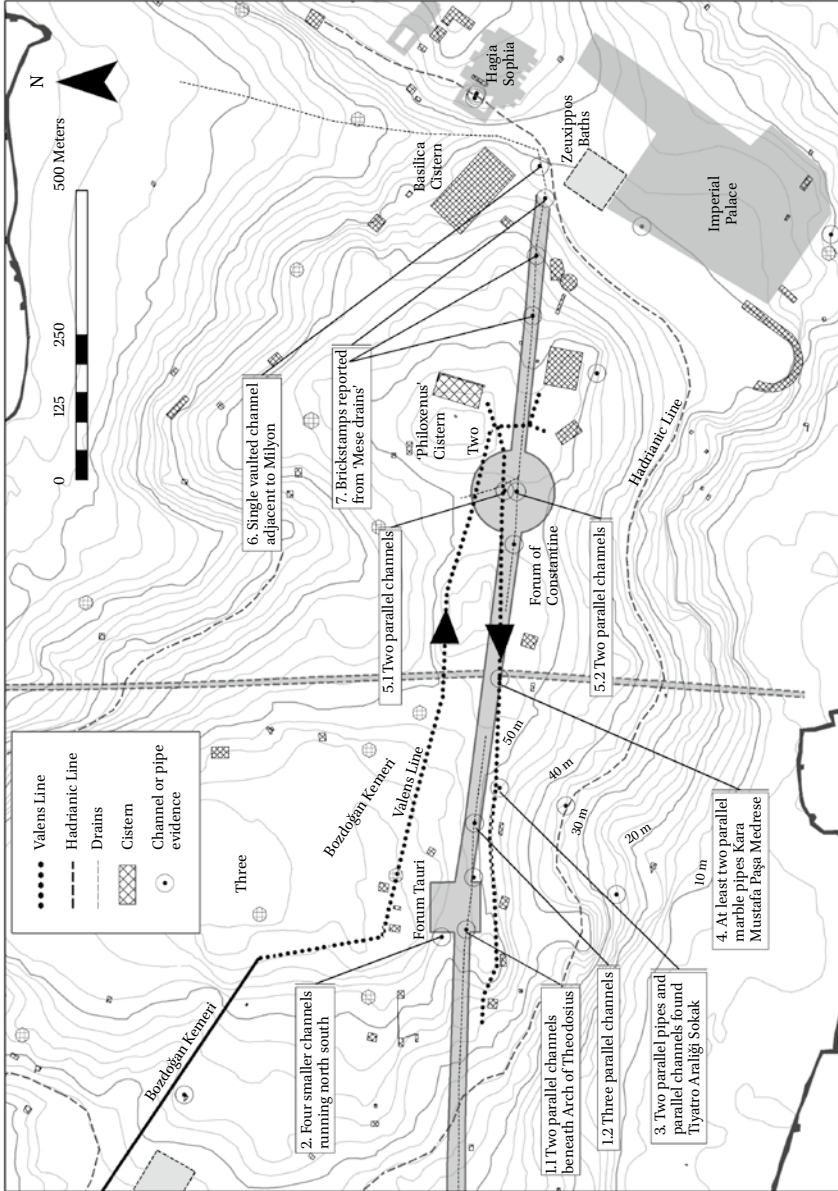 N
0 125 250 500 Meters
Valens Line
Hadrianic Line
Drains
Cistern
Channel or pipe
evidence
Bozdoğan Kemeri
Three
Bozdoğan Kemeri
Valens Line
Forum Tauri
2. Four smaller channels
running north south
6. Single vaulted channel
adjacent to Milyon
7. Brickstamps reported
from 'Mese drains'
5.1 Two parallel channels
'Philoxenus'
Cistern
Two
Basilica
Cistern
Hagia
Sophia
Zeuxippos
Baths
Imperial
Palace
Forum of
Constantine
5.2 Two parallel channels
Hadrianic Line
50 m
40 m
30 m
20 m
10 m
1.1 Two parallel channels
beneath Arch of Theodosius
1.2 Three parallel channels
3. Two parallel pipes and
parallel channels found
Tiyatro Araliği Sokak
4. At least two parallel
marble pipes Kara
Mustafa Paşa Medrese